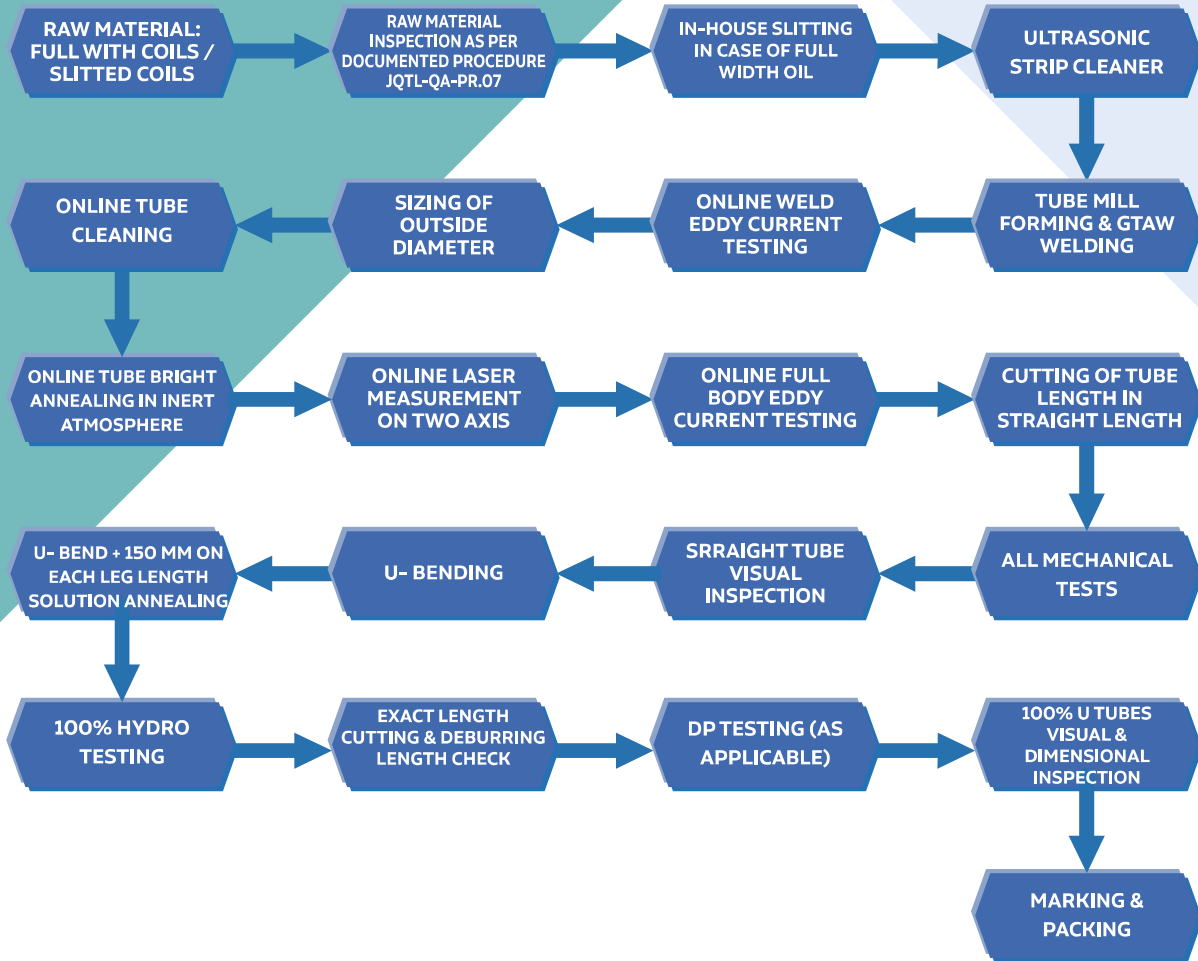 RAW MATERIAL:
FULL WITH COILS /
SLITTED COILS
RAW MATERIAL
INSPECTION AS PER
DOCUMENTED PROCEDURE
JQTL-QA-PR.07
IN-HOUSE SLITTING
IN CASE OF FULL
WIDTH OIL
ULTRASONIC
STRIP CLEANER
TUBE MILL
FORMING & GTAW
WELDING
ONLINE WELD
EDDY CURRENT
TESTING
SIZING OF
OUTSIDE
DIAMETER
ONLINE TUBE
CLEANING
ONLINE TUBE BRIGHT
ANNEALING IN INERT
ATMOSPHERE
ONLINE LASER
MEASUREMENT
ON TWO AXIS
ONLINE FULL
BODY EDDY
CURRENT TESTING
CUTTING OF TUBE
LENGTH IN
STRAIGHT LENGTH
ALL MECHANICAL
TESTS
SRRAIGHT TUBE
VISUAL
INSPECTION
U- BENDING
U- BEND + 150 MM ON
EACH LEG LENGTH
SOLUTION ANNEALING
100% HYDRO
TESTING
EXACT LENGTH
CUTTING & DEBURRING
LENGTH CHECK
DP TESTING (AS
APPLICABLE)
100% U TUBES
VISUAL &
DIMENSIONAL
INSPECTION
MARKING &
PACKING